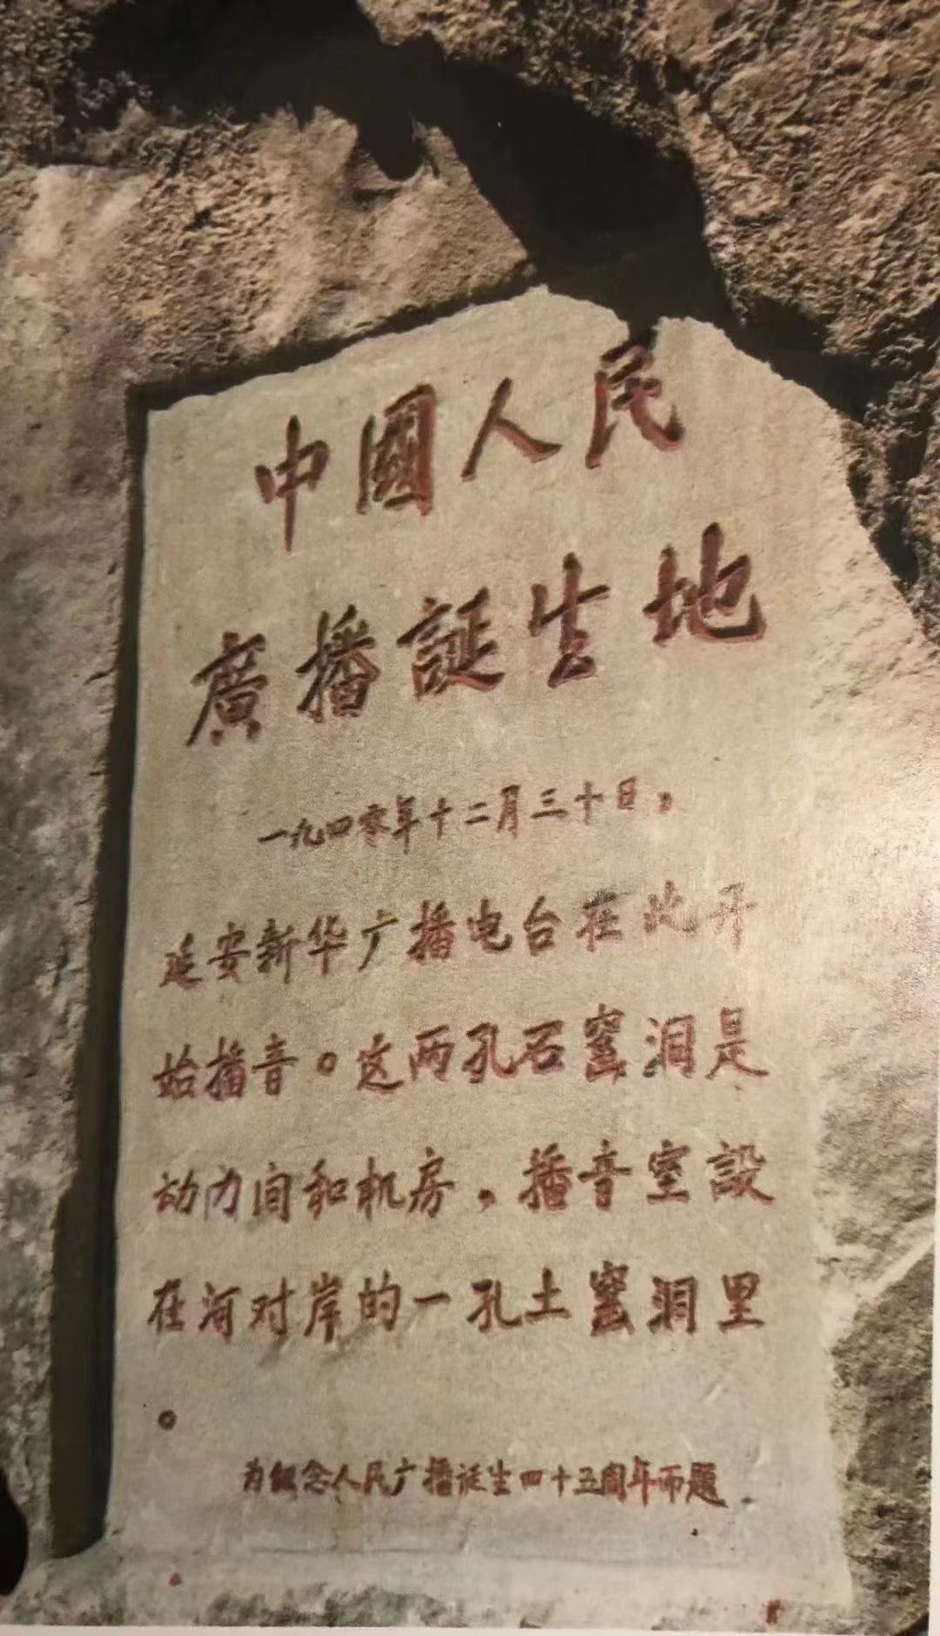 中國人民
廣播誕生地
一九四零年十二月三十日，
延安新华广播电台在此开
始播音。这两孔石窰洞是
动力间和机房，播音室設
在河对岸的一孔土窰洞里
。
为纪念人民广播诞生四十五周年而题